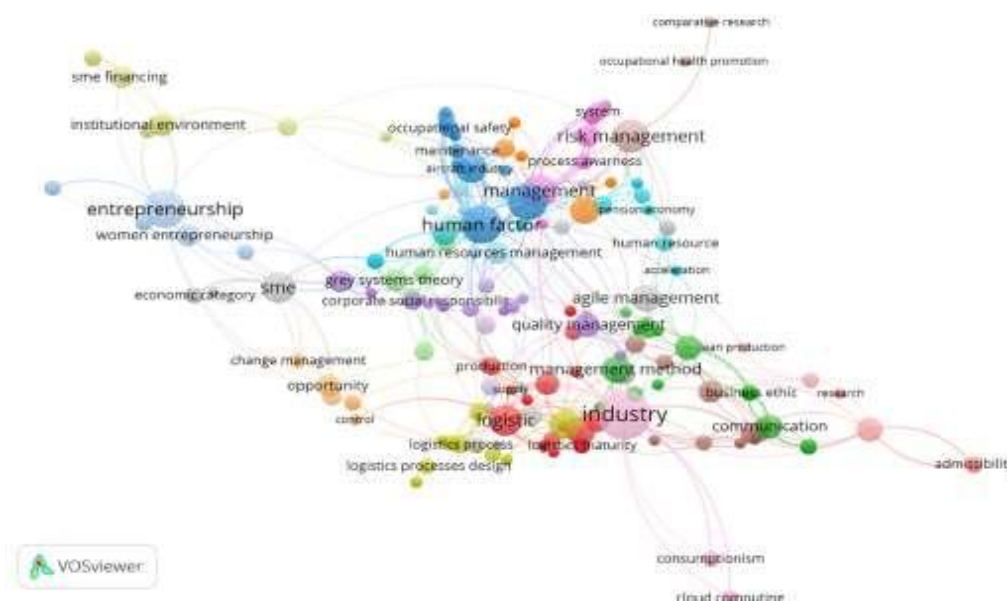 comparative research
sme financing
occupational health promotion
system
institutional environment
occupational safety
risk management
maintenance
aircraft industry
process awarness
management
entrepreneurship
pension economy
human factor
women entrepreneurship
human resource
human resources management
acceleration
grey systems theory
sme
economic category
corporate social responsibili
agile management
quality management
lean production
change management
production
management method
opportunity
supply
business ethic
research
control
logistic
industry
communication
logistics process
logistics maturity
logistics processes design
admissibilit
consumptionism
VOSviewer
cloud computing